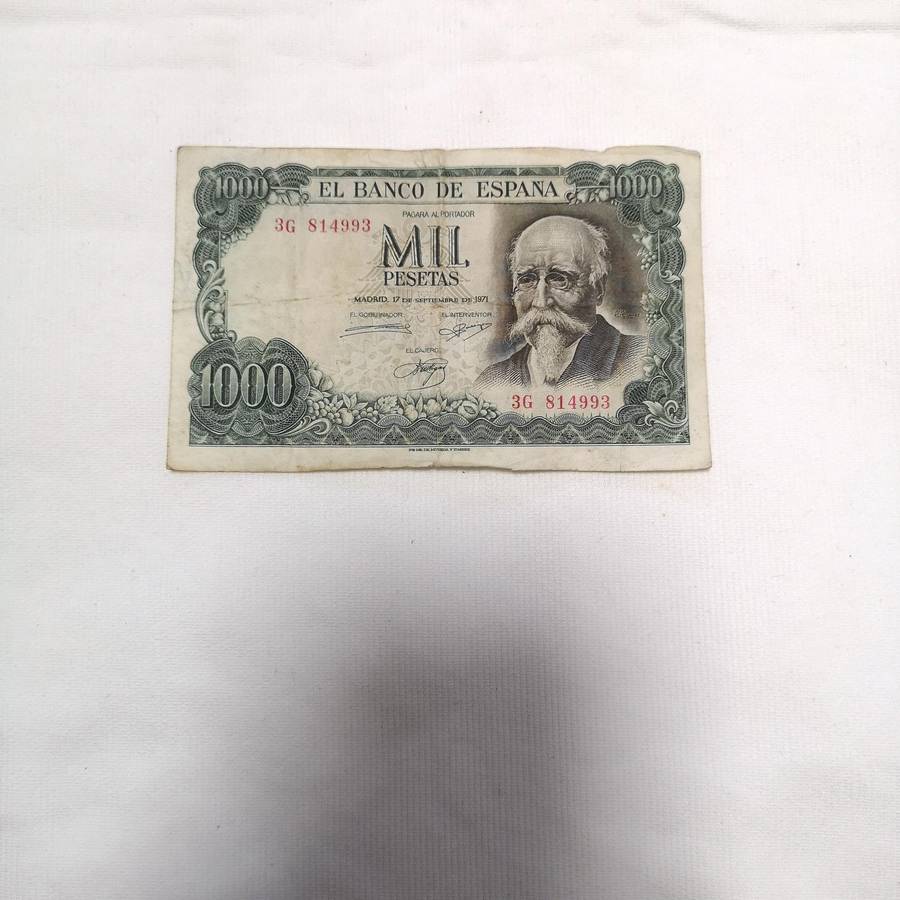 1000 EL BANCO DE ESPAÑA 1000
PAGARA AL PORTADOR
3G 814993
MIL
PESETAS
MADRID, 17 DE SEPTIEMBRE DE 1971
EL GOBERNADOR, EL INTERVENTOR,
EL CAJERO,
1000
3G 814993